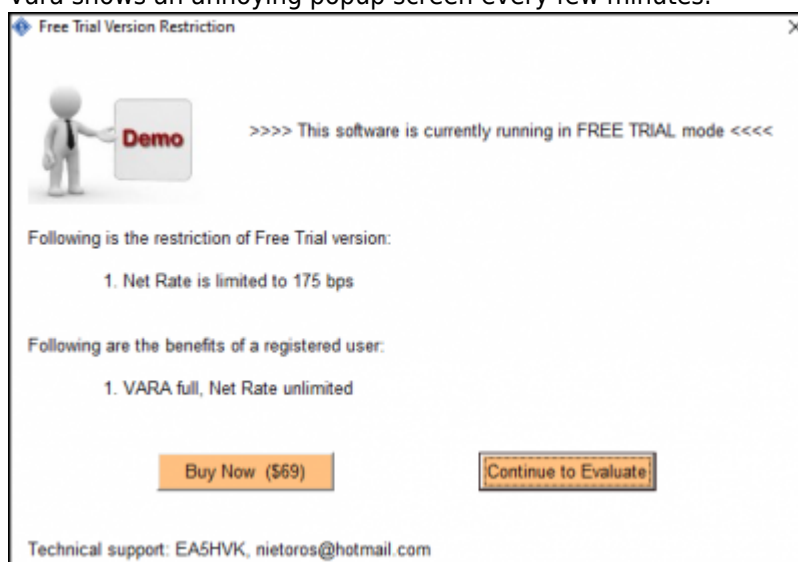 Vara shows an annoying popup screen every few minutes.
Free Trial Version Restriction
Demo
>>>> This software is currently running in FREE TRIAL mode <<<<
Following is the restriction of Free Trial version:
1. Net Rate is limited to 175 bps
Following are the benefits of a registered user:
1. VARA full, Net Rate unlimited
Buy Now ($69)
Continue to Evaluate
Technical support: EA5HVK, nietoros@hotmail.com